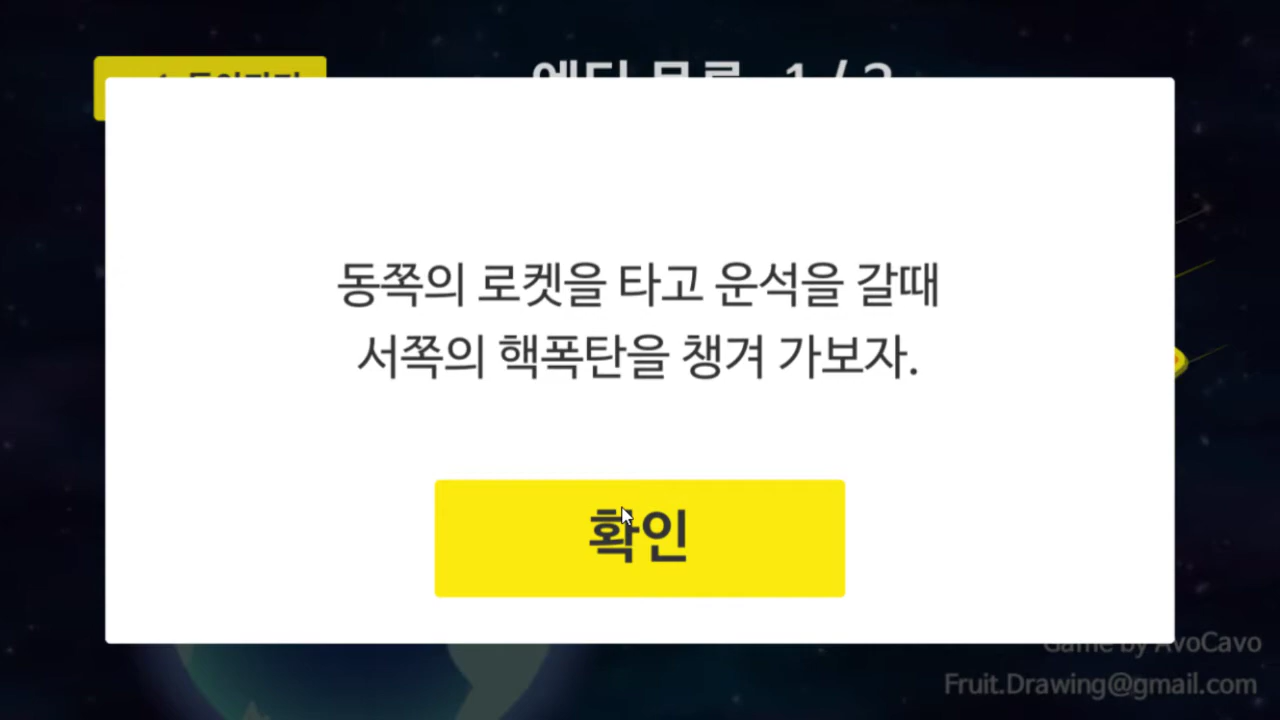 동쪽의 로켓을 타고 운석을 갈때
서쪽의 핵폭탄을 챙겨 가보자.
확인
Game by AvoCavo
Fruit.Drawing@gmail.com